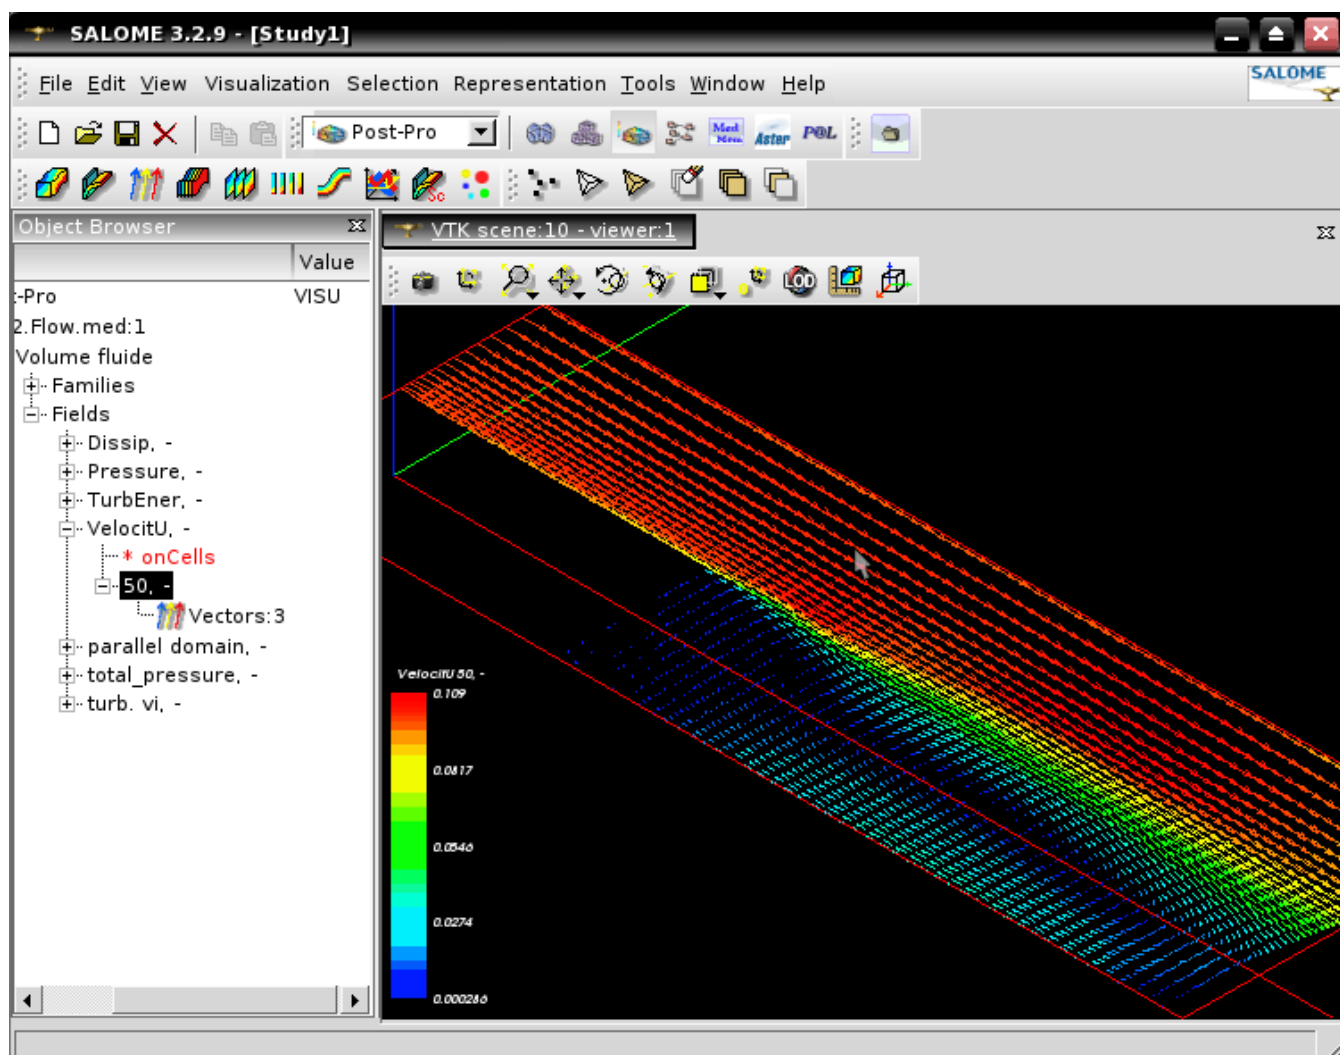 SALOME 3.2.9 - [Study1]
File Edit View Visualization Selection Representation Tools Window Help
SALOME
Post-Pro
Med
Mem.
Aster
POL
Sc
Object Browser
VTK scene:10 - viewer:1
Value
LOD
t-Pro VISU
2.Flow.med:1
Volume fluide
Families
Fields
Dissip, -
Pressure, -
TurbEner, -
VelocitU, -
* onCells
50, -
Vectors:3
parallel domain, -
total_pressure, -
turb. vi, -
VelocitU 50, -
0.109
0.0817
0.0546
0.0274
0.000286